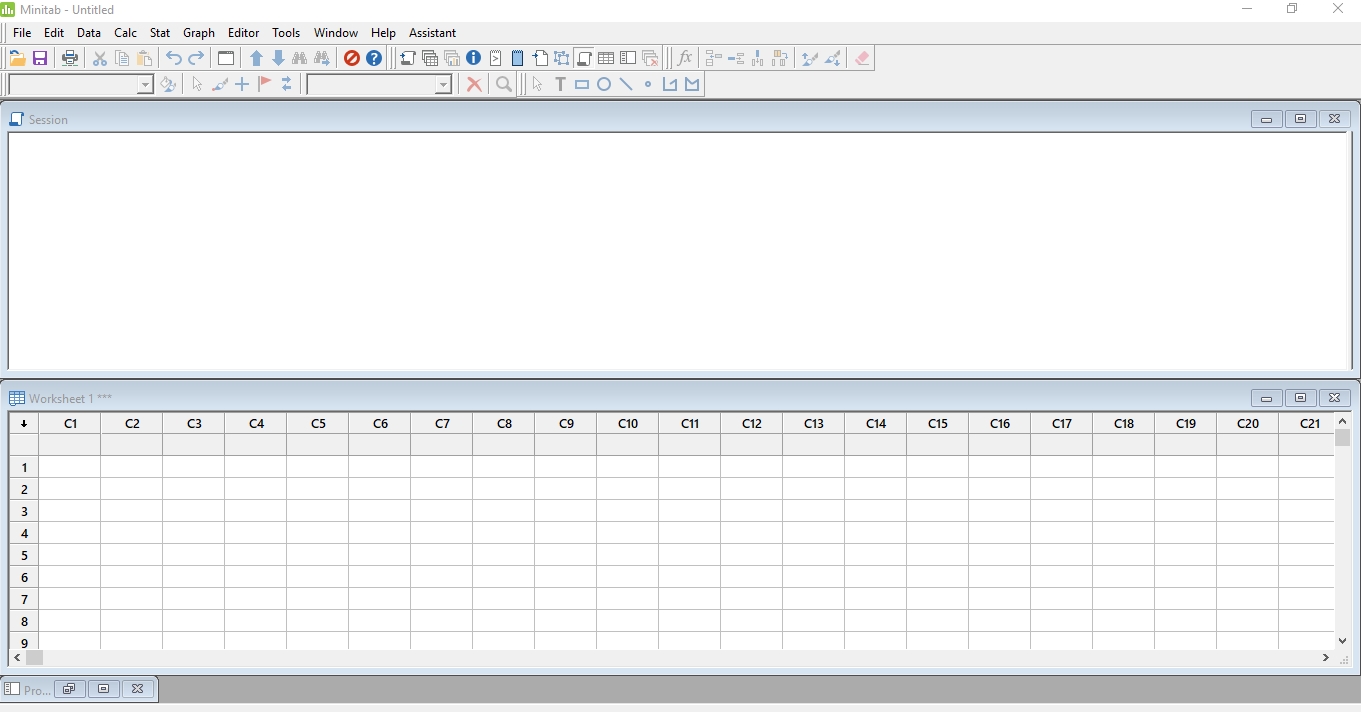 Minitab - Untitled
File Edit Data Calc Stat Graph Editor Tools Window Help Assistant
Session
Worksheet 1 ***
C1 C2 C3 C4 C5 C6 C7 C8 C9 C10 C11 C12 C13 C14 C15 C16 C17 C18 C19 C20 C21
1
2
3
4
5
6
7
8
9
Pro...